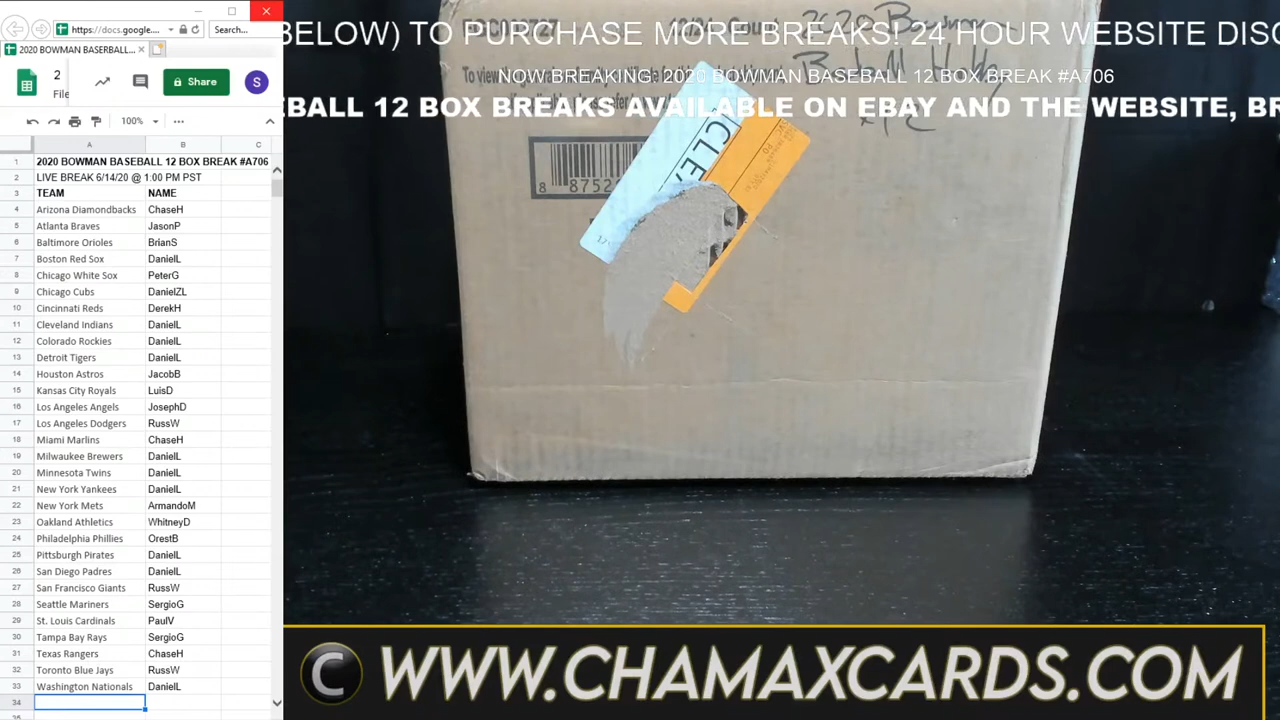 https://docs.google....
Search...
2020 BOWMAN BASEBALL...
2
File
Share
S
100%
A B C
1 2020 BOWMAN BASEBALL 12 BOX BREAK #A706
2 LIVE BREAK 6/14/20 @ 1:00 PM PST
3 TEAM NAME
4 Arizona Diamondbacks ChaseH
5 Atlanta Braves JasonP
6 Baltimore Orioles BrianS
7 Boston Red Sox DanielL
8 Chicago White Sox PeterG
9 Chicago Cubs DanielZL
10 Cincinnati Reds DerekH
11 Cleveland Indians DanielL
12 Colorado Rockies DanielL
13 Detroit Tigers DanielL
14 Houston Astros JacobB
15 Kansas City Royals LuisD
16 Los Angeles Angels JosephD
17 Los Angeles Dodgers RussW
18 Miami Marlins ChaseH
19 Milwaukee Brewers DanielL
20 Minnesota Twins DanielL
21 New York Yankees DanielL
22 New York Mets ArmandoM
23 Oakland Athletics WhitneyD
24 Philadelphia Phillies OrestB
25 Pittsburgh Pirates DanielL
26 San Diego Padres DanielL
27 San Francisco Giants RussW
28 Seattle Mariners SergioG
29 St. Louis Cardinals PaulV
30 Tampa Bay Rays SergioG
31 Texas Rangers ChaseH
32 Toronto Blue Jays RussW
33 Washington Nationals DanielL
34
BELOW) TO PURCHASE MORE BREAKS! 24 HOUR WEBSITE DISC
NOW BREAKING: 2020 BOWMAN BASEBALL 12 BOX BREAK #A706
EBALL 12 BOX BREAKS AVAILABLE ON EBAY AND THE WEBSITE, BR
2020 Bowman
To view
8 8752
C WWW.CHAMAXCARDS.COM